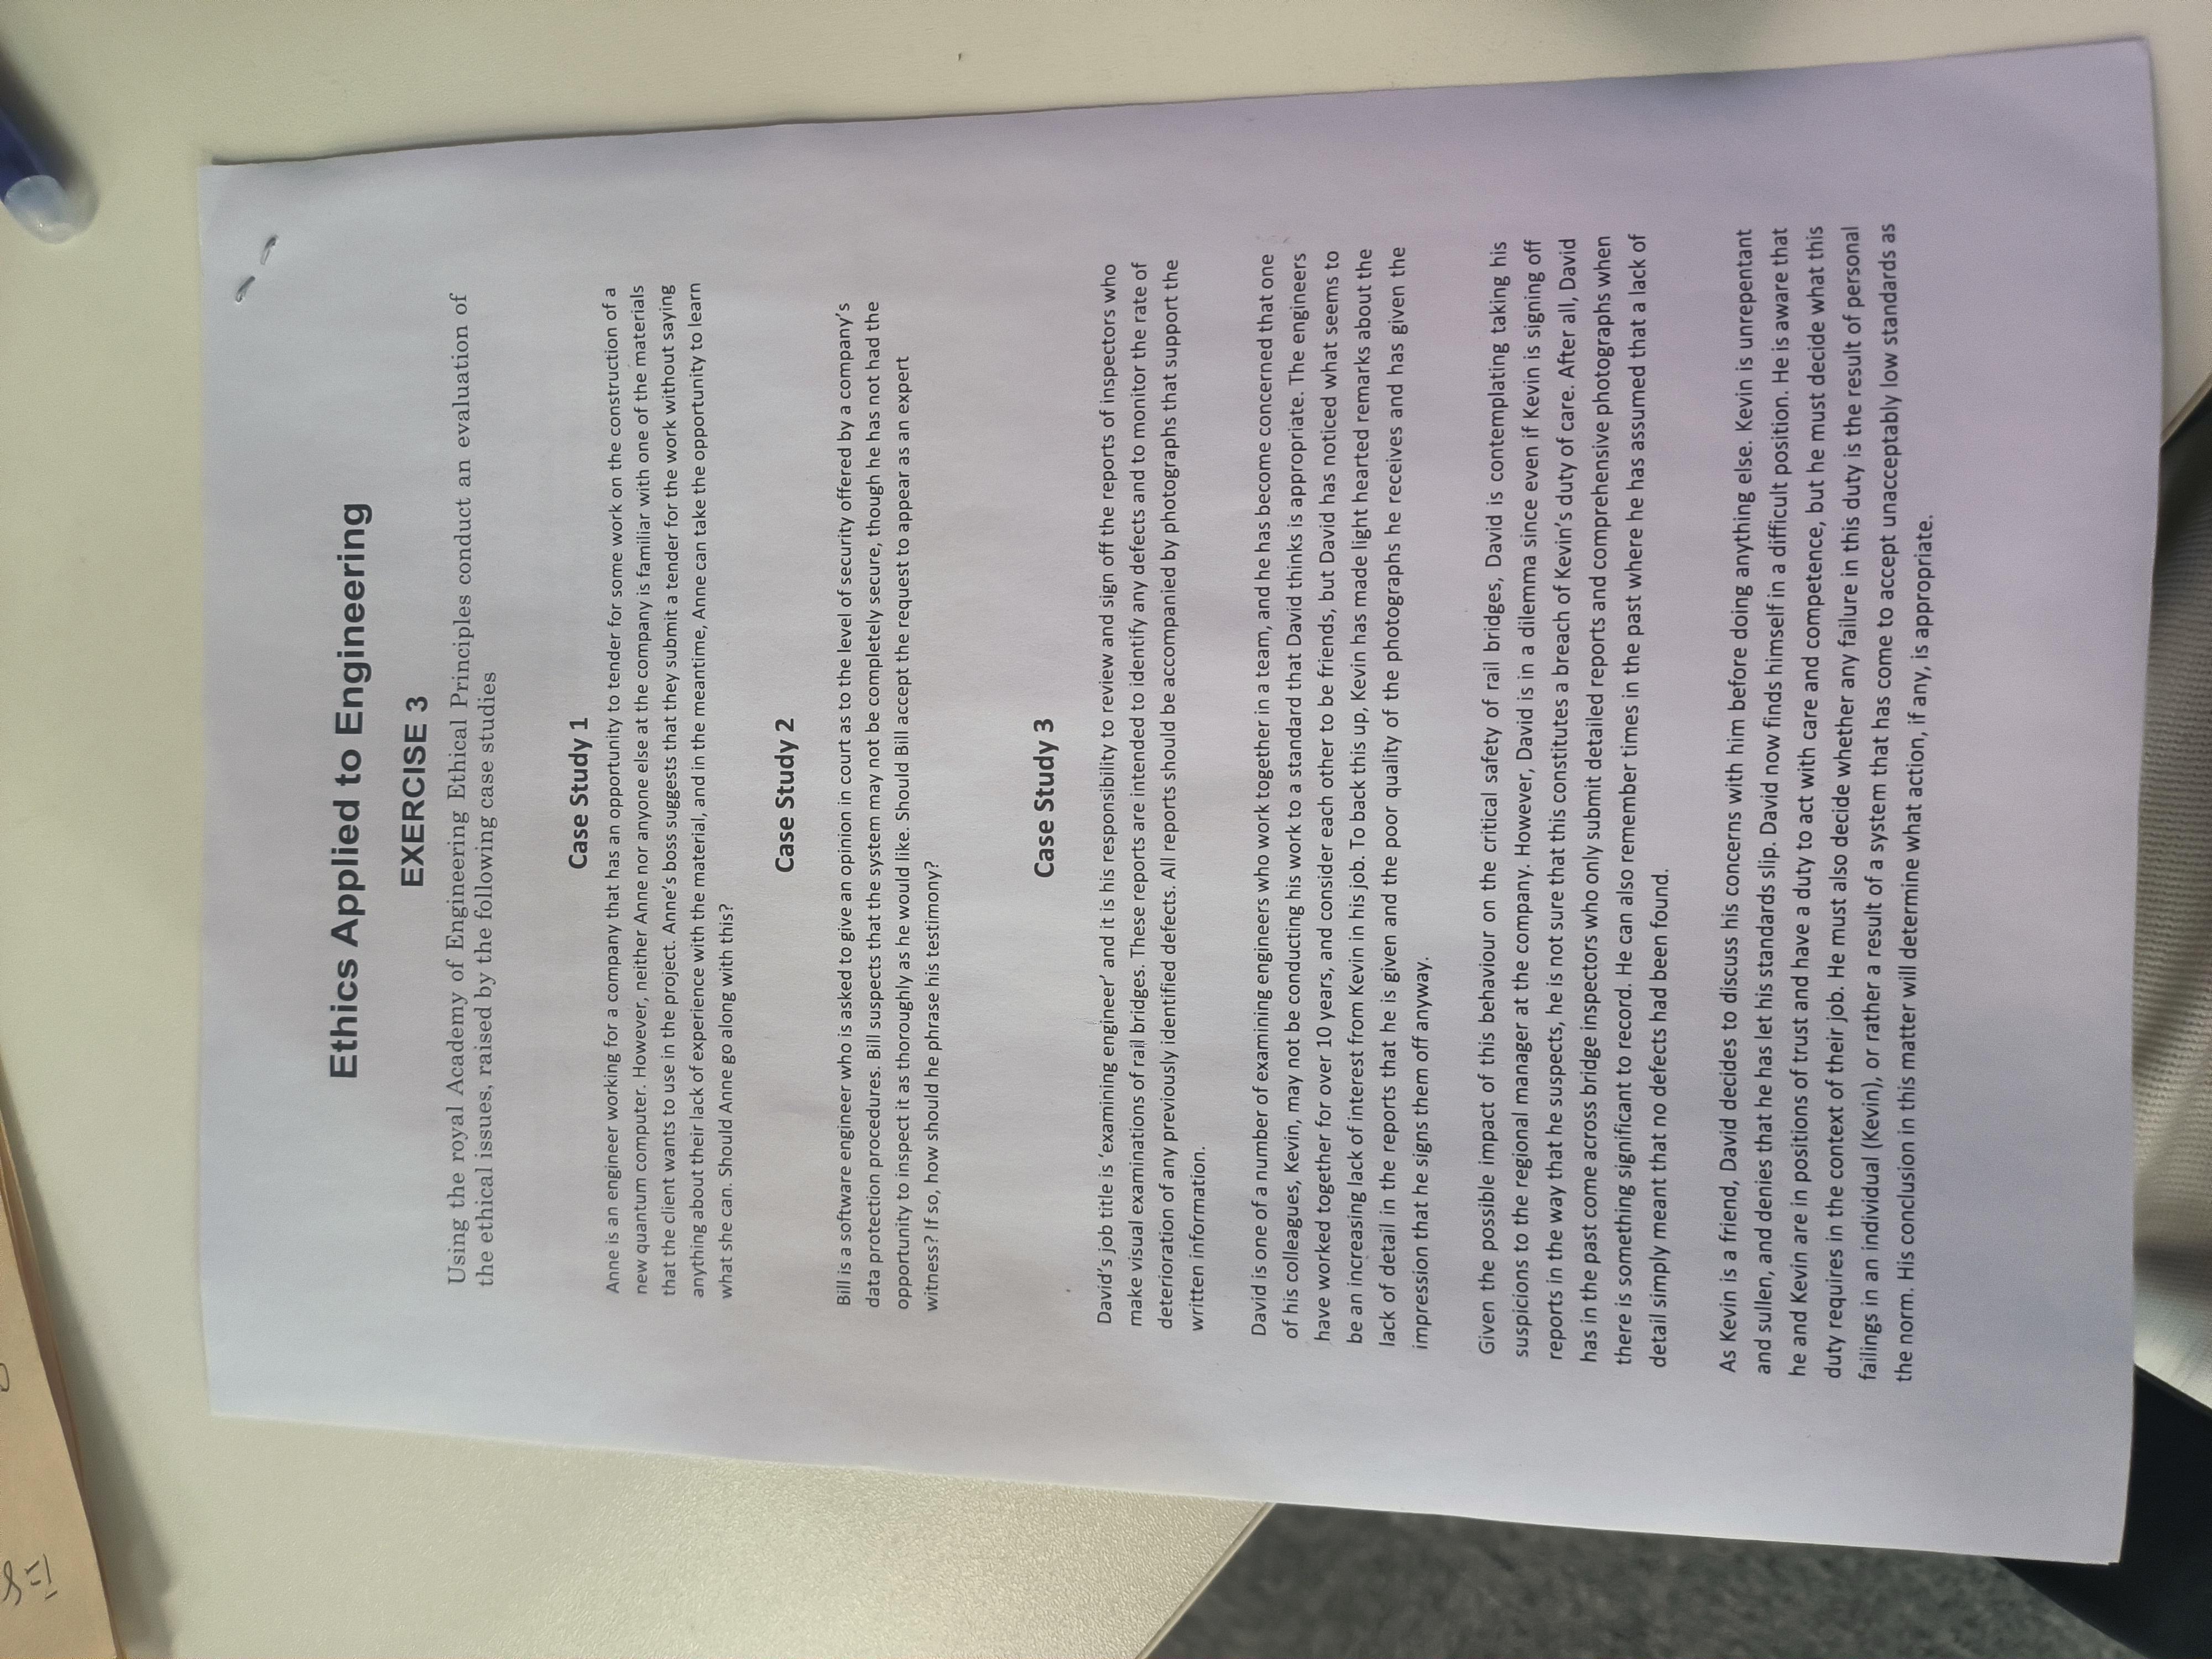 Ethics Applied to Engineering
EXERCISE 3
Using the royal Academy of Engineering Ethical Principles conduct an evaluation of
the ethical issues, raised by the following case studies
Case Study 1
Anne is an engineer working for a company that has an opportunity to tender for some work on the construction of a
new quantum computer. However, neither Anne nor anyone else at the company is familiar with one of the materials
that the client wants to use in the project. Anne's boss suggests that they submit a tender for the work without saying
anything about their lack of experience with the material, and in the meantime, Anne can take the opportunity to learn
what she can. Should Anne go along with this?
Case Study 2
Bill is a software engineer who is asked to give an opinion in court as to the level of security offered by a company's
data protection procedures. Bill suspects that the system may not be completely secure, though he has not had the
opportunity to inspect it as thoroughly as he would like. Should Bill accept the request to appear as an expert
witness? If so, how should he phrase his testimony?
Case Study 3
David's job title is 'examining engineer' and it is his responsibility to review and sign off the reports of inspectors who
make visual examinations of rail bridges. These reports are intended to identify any defects and to monitor the rate of
deterioration of any previously identified defects. All reports should be accompanied by photographs that support the
written information.
David is one of a number of examining engineers who work together in a team, and he has become concerned that one
of his colleagues, Kevin, may not be conducting his work to a standard that David thinks is appropriate. The engineers
have worked together for over 10 years, and consider each other to be friends, but David has noticed what seems to
be an increasing lack of interest from Kevin in his job. To back this up, Kevin has made light hearted remarks about the
lack of detail in the reports that he is given and the poor quality of the photographs he receives and has given the
impression that he signs them off anyway.
Given the possible impact of this behaviour on the critical safety of rail bridges, David is contemplating taking his
suspicions to the regional manager at the company. However, David is in a dilemma since even if Kevin is signing off
reports in the way that he suspects, he is not sure that this constitutes a breach of Kevin's duty of care. After all, David
has in the past come across bridge inspectors who only submit detailed reports and comprehensive photographs when
there is something significant to record. He can also remember times in the past where he has assumed that a lack of
detail simply meant that no defects had been found.
As Kevin is a friend, David decides to discuss his concerns with him before doing anything else. Kevin is unrepentant
and sullen, and denies that he has let his standards slip. David now finds himself in a difficult position. He is aware that
he and Kevin are in positions of trust and have a duty to act with care and competence, but he must decide what this
duty requires in the context of their job. He must also decide whether any failure in this duty is the result of personal
failings in an individual (Kevin), or rather a result of a system that has come to accept unacceptably low standards as
the norm. His conclusion in this matter will determine what action, if any, is appropriate.